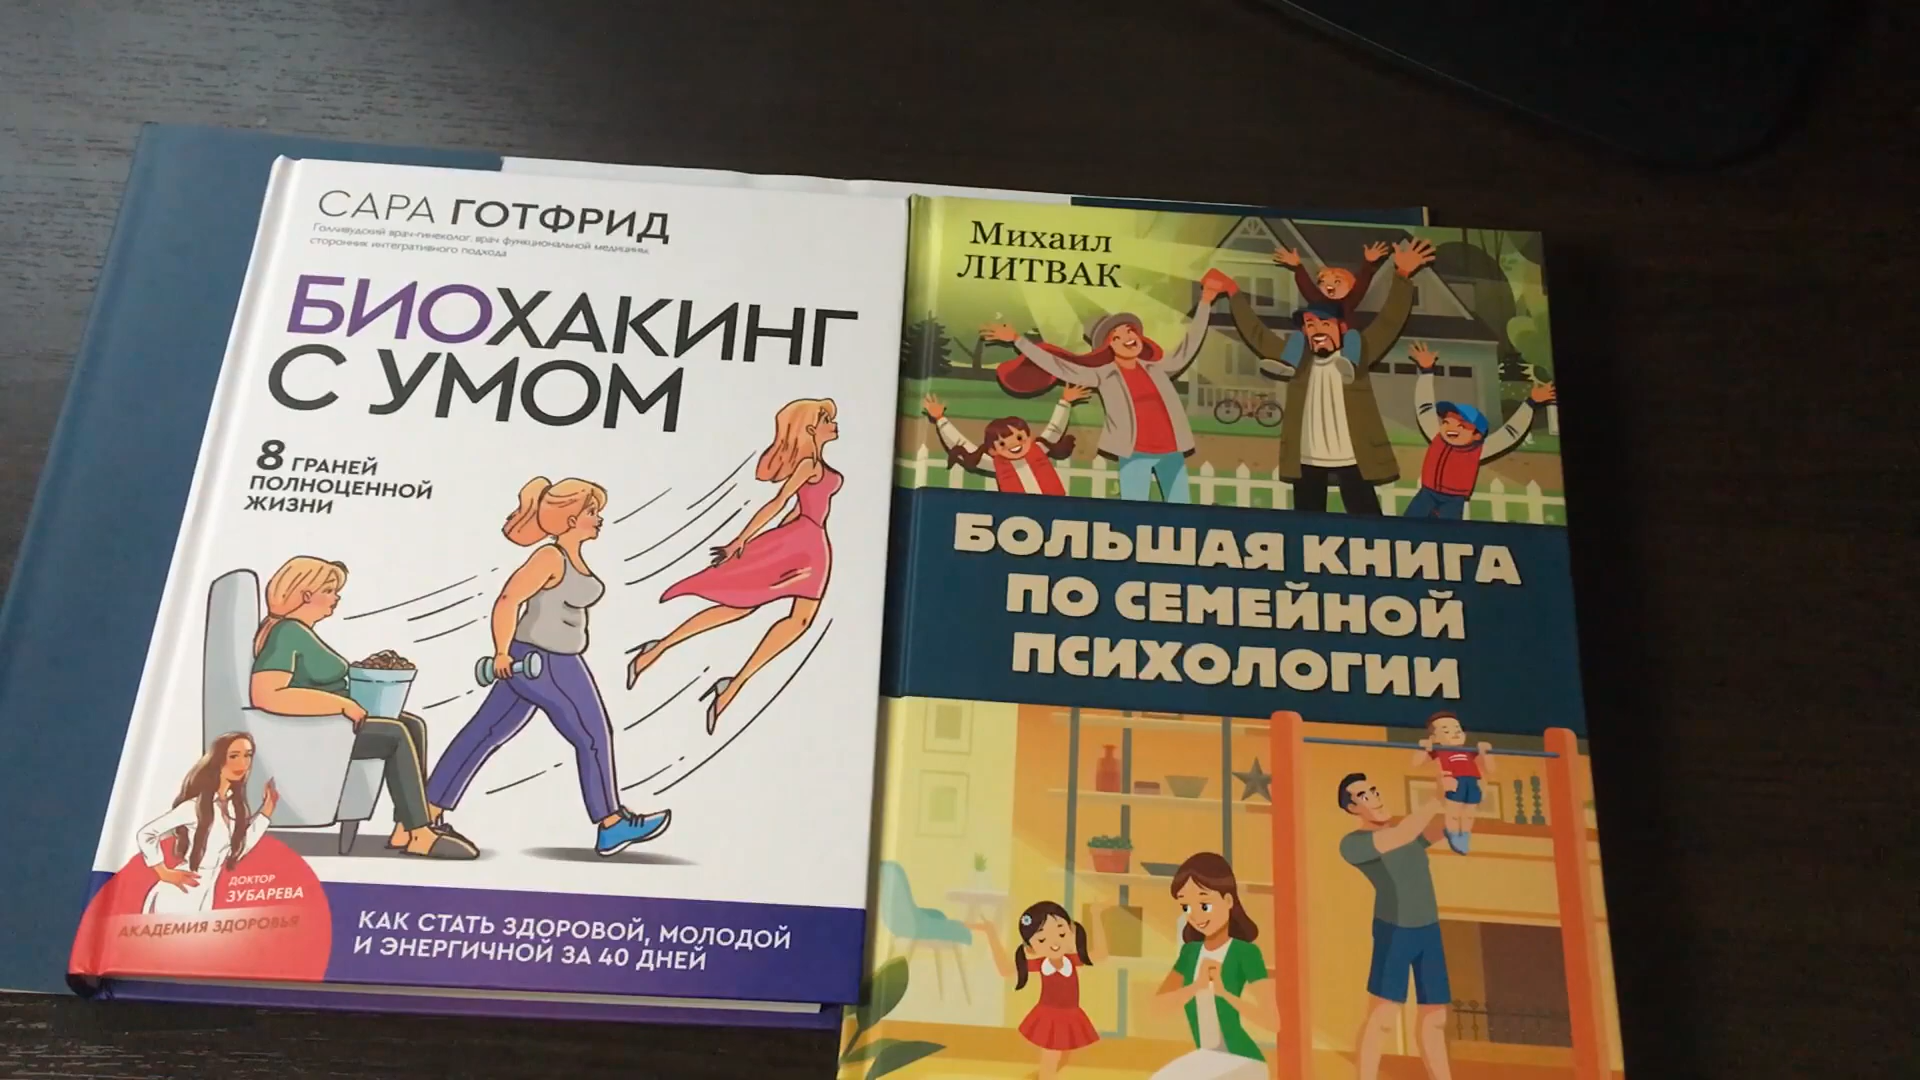 САРА ГОТФРИД
Голливудский врач-гинеколог, врач функциональной медицины,
сторонник интегративного подхода
БИОХАКИНГ
С УМОМ
8 ГРАНЕЙ
ПОЛНОЦЕННОЙ
ЖИЗНИ
ДОКТОР
ЗУБАРЕВА
АКАДЕМИЯ ЗДОРОВЬЯ
КАК СТАТЬ ЗДОРОВОЙ, МОЛОДОЙ
И ЭНЕРГИЧНОЙ ЗА 40 ДНЕЙ
Михаил
ЛИТВАК
БОЛЬШАЯ КНИГА
ПО СЕМЕЙНОЙ
ПСИХОЛОГИИ